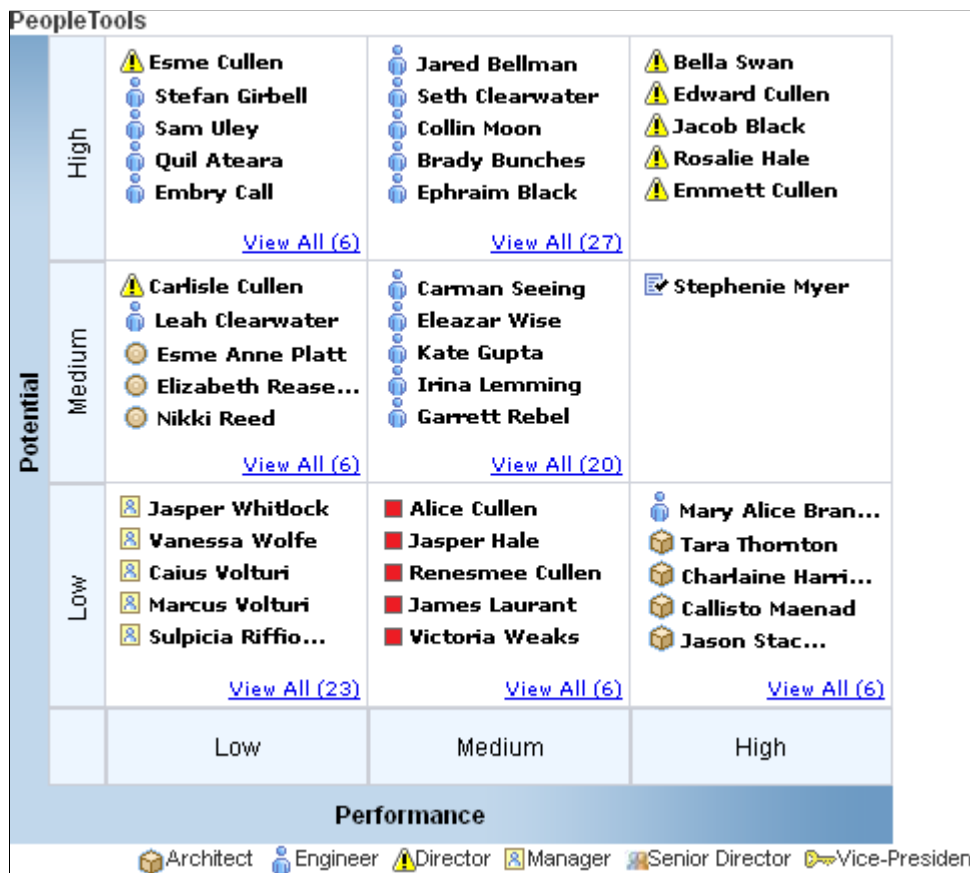 PeopleTools
Potential
High
Esme Cullen
Stefan Girbell
Sam Uley
Quil Ateara
Embry Call
View All (6)
Jared Bellman
Seth Clearwater
Collin Moon
Brady Bunches
Ephraim Black
View All (27)
Bella Swan
Edward Cullen
Jacob Black
Rosalie Hale
Emmett Cullen
Medium
Carlisle Cullen
Leah Clearwater
Esme Anne Platt
Elizabeth Rease...
Nikki Reed
View All (6)
Carman Seeing
Eleazar Wise
Kate Gupta
Irina Lemming
Garrett Rebel
View All (20)
Stephenie Myer
Low
Jasper Whitlock
Vanessa Wolfe
Caius Volturi
Marcus Volturi
Sulpicia Riffio...
View All (23)
Alice Cullen
Jasper Hale
Renesmee Cullen
James Laurant
Victoria Weaks
View All (6)
Mary Alice Bran...
Tara Thornton
Charlaine Harri...
Callisto Maenad
Jason Stac...
View All (6)
Low Medium High
Performance
Architect Engineer Director Manager Senior Director Vice-Presiden